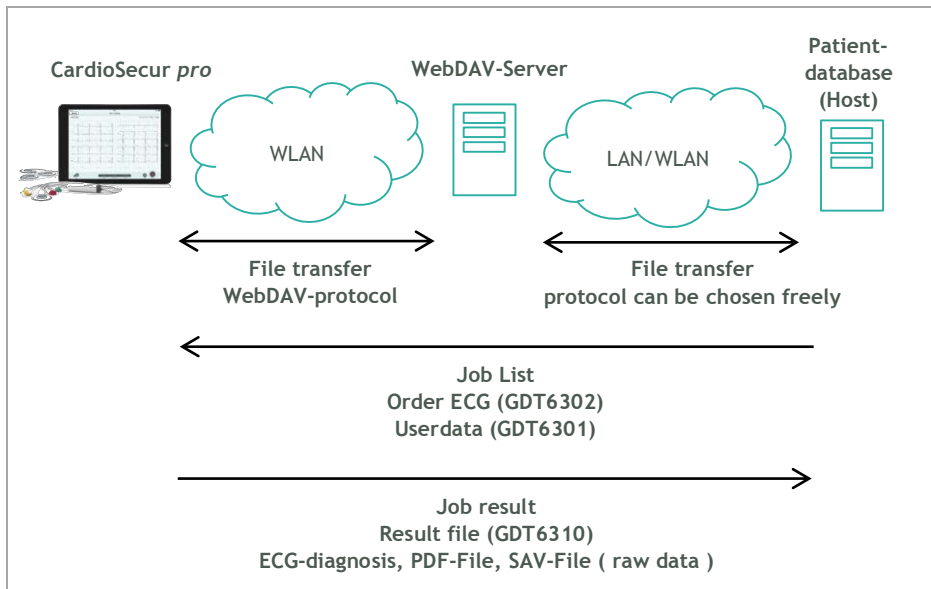 CardioSecur pro
WebDAV-Server
Patient-
database
(Host)
WLAN
LAN/WLAN
File transfer
WebDAV-protocol
File transfer
protocol can be chosen freely
Job List
Order ECG (GDT6302)
Userdata (GDT6301)
Job result
Result file (GDT6310)
ECG-diagnosis, PDF-File, SAV-File ( raw data )